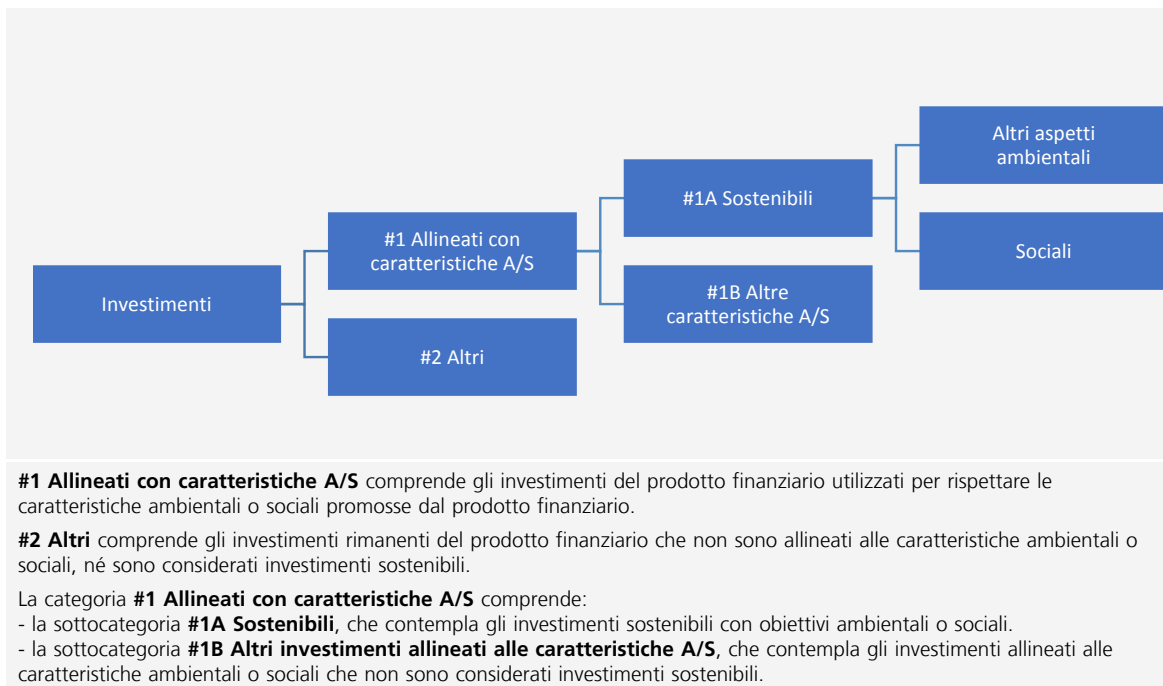 Investimenti
#1 Allineati con
caratteristiche A/S
#2 Altri
#1A Sostenibili
#1B Altre
caratteristiche A/S
Altri aspetti
ambientali
Sociali
#1 Allineati con caratteristiche A/S comprende gli investimenti del prodotto finanziario utilizzati per rispettare le
caratteristiche ambientali o sociali promosse dal prodotto finanziario.
#2 Altri comprende gli investimenti rimanenti del prodotto finanziario che non sono allineati alle caratteristiche ambientali o
sociali, né sono considerati investimenti sostenibili.
La categoria #1 Allineati con caratteristiche A/S comprende:
- la sottocategoria #1A Sostenibili, che contempla gli investimenti sostenibili con obiettivi ambientali o sociali.
- la sottocategoria #1B Altri investimenti allineati alle caratteristiche A/S, che contempla gli investimenti allineati alle
caratteristiche ambientali o sociali che non sono considerati investimenti sostenibili.